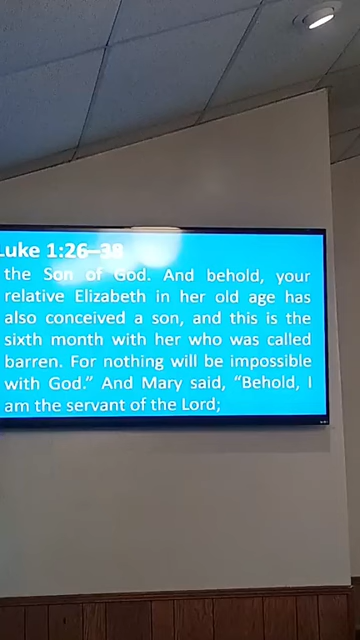 Luke 1:26–38
the Son of God. And behold, your
relative Elizabeth in her old age has
also conceived a son, and this is the
sixth month with her who was called
barren. For nothing will be impossible
with God.” And Mary said, “Behold, I
am the servant of the Lord;